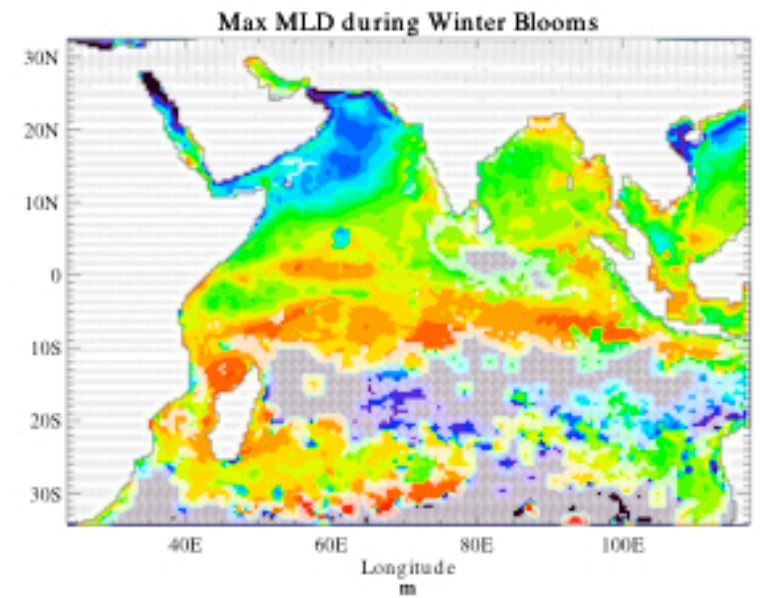 Max MLD during Winter Blooms
30N
20N
10N
0
10S
20S
30S
40E 60E 80E 100E
Longitude
m